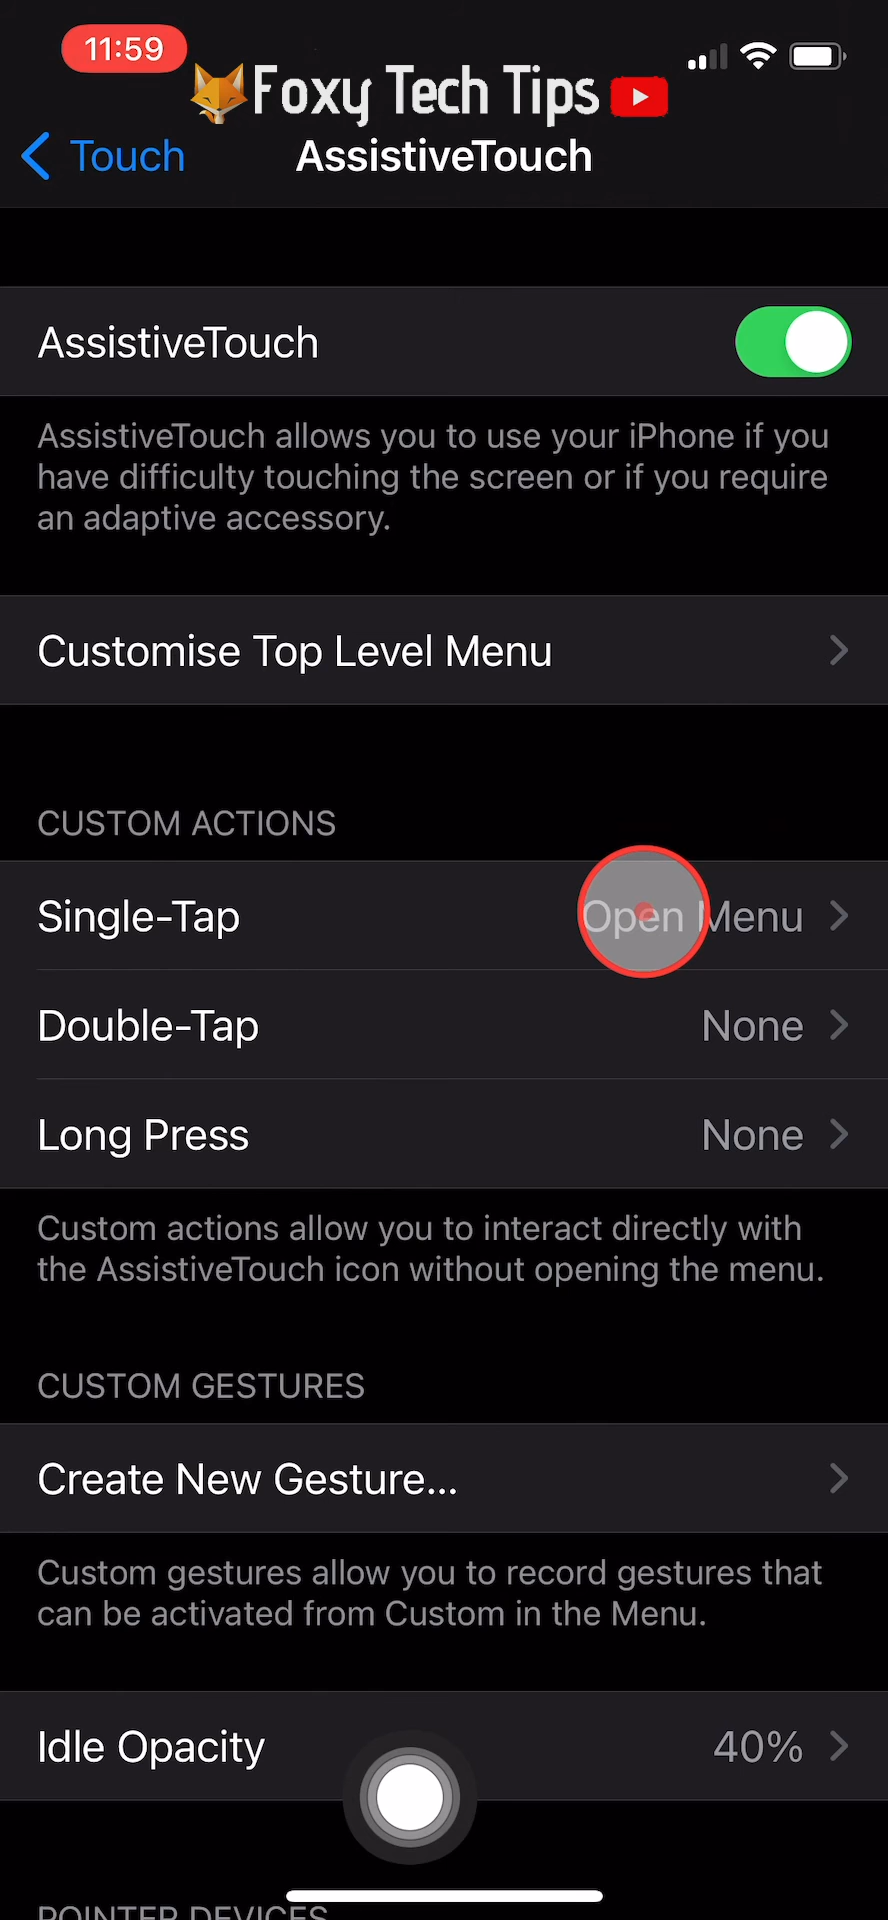 11:59
Foxy Tech Tips
Touch
AssistiveTouch
AssistiveTouch
AssistiveTouch allows you to use your iPhone if you
have difficulty touching the screen or if you require
an adaptive accessory.
Customise Top Level Menu
CUSTOM ACTIONS
Single-Tap Open Menu
Double-Tap None
Long Press None
Custom actions allow you to interact directly with
the AssistiveTouch icon without opening the menu.
CUSTOM GESTURES
Create New Gesture...
Custom gestures allow you to record gestures that
can be activated from Custom in the Menu.
Idle Opacity 40%
POINTER DEVICES